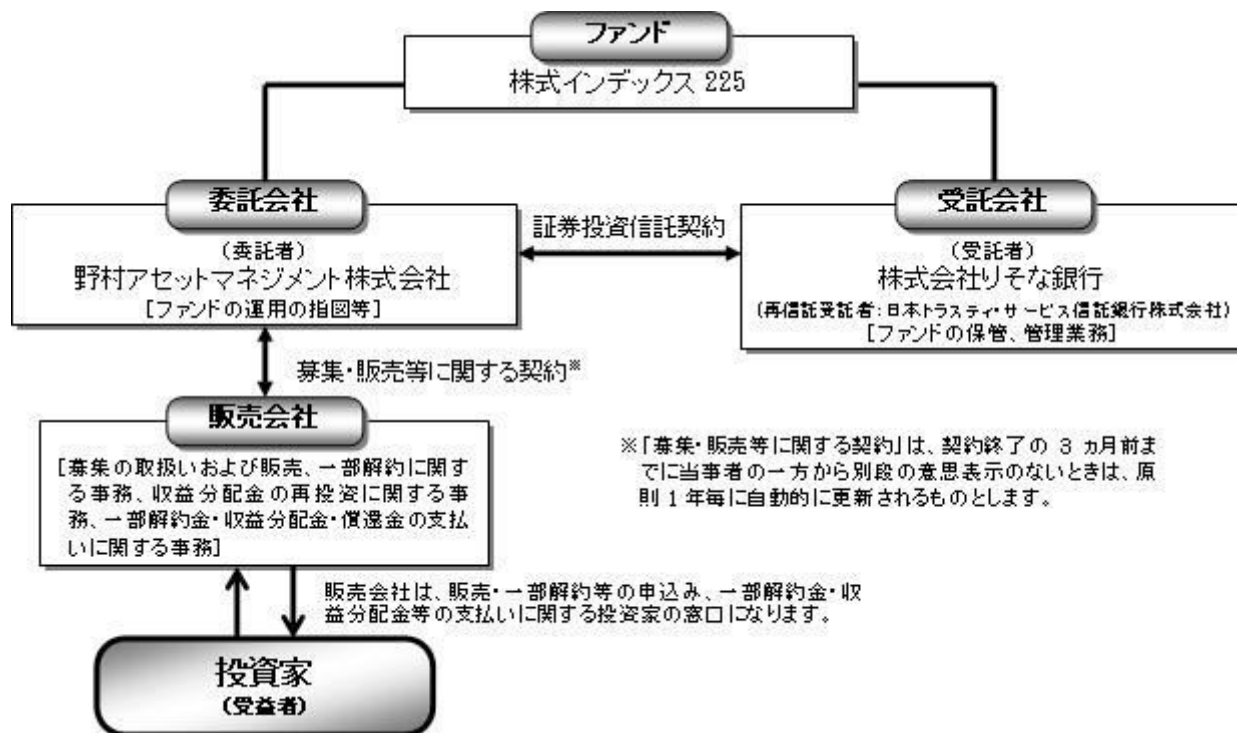 ファンド
株式インデックス 225
委託会社
(委託者)
野村アセットマネジメント株式会社
[ファンドの運用の指図等]
証券投資信託契約
受託会社
(受託者)
株式会社りそな銀行
(再信託受託者:日本トラスティ・サービス信託銀行株式会社)
[ファンドの保管、管理業務]
募集・販売等に関する契約※
販売会社
[募集の取扱いおよび販売、一部解約に関す
る事務、収益分配金の再投資に関する事
務、一部解約金・収益分配金・償還金の支払
いに関する事務]
※「募集・販売等に関する契約」は、契約終了の 3 ヵ月前ま
でに当事者の一方から別段の意思表示のないときは、原
則 1 年毎に自動的に更新されるものとします。
販売会社は、販売・一部解約等の申込み、一部解約金・収
益分配金等の支払いに関する投資家の窓口になります。
投資家
(受益者)